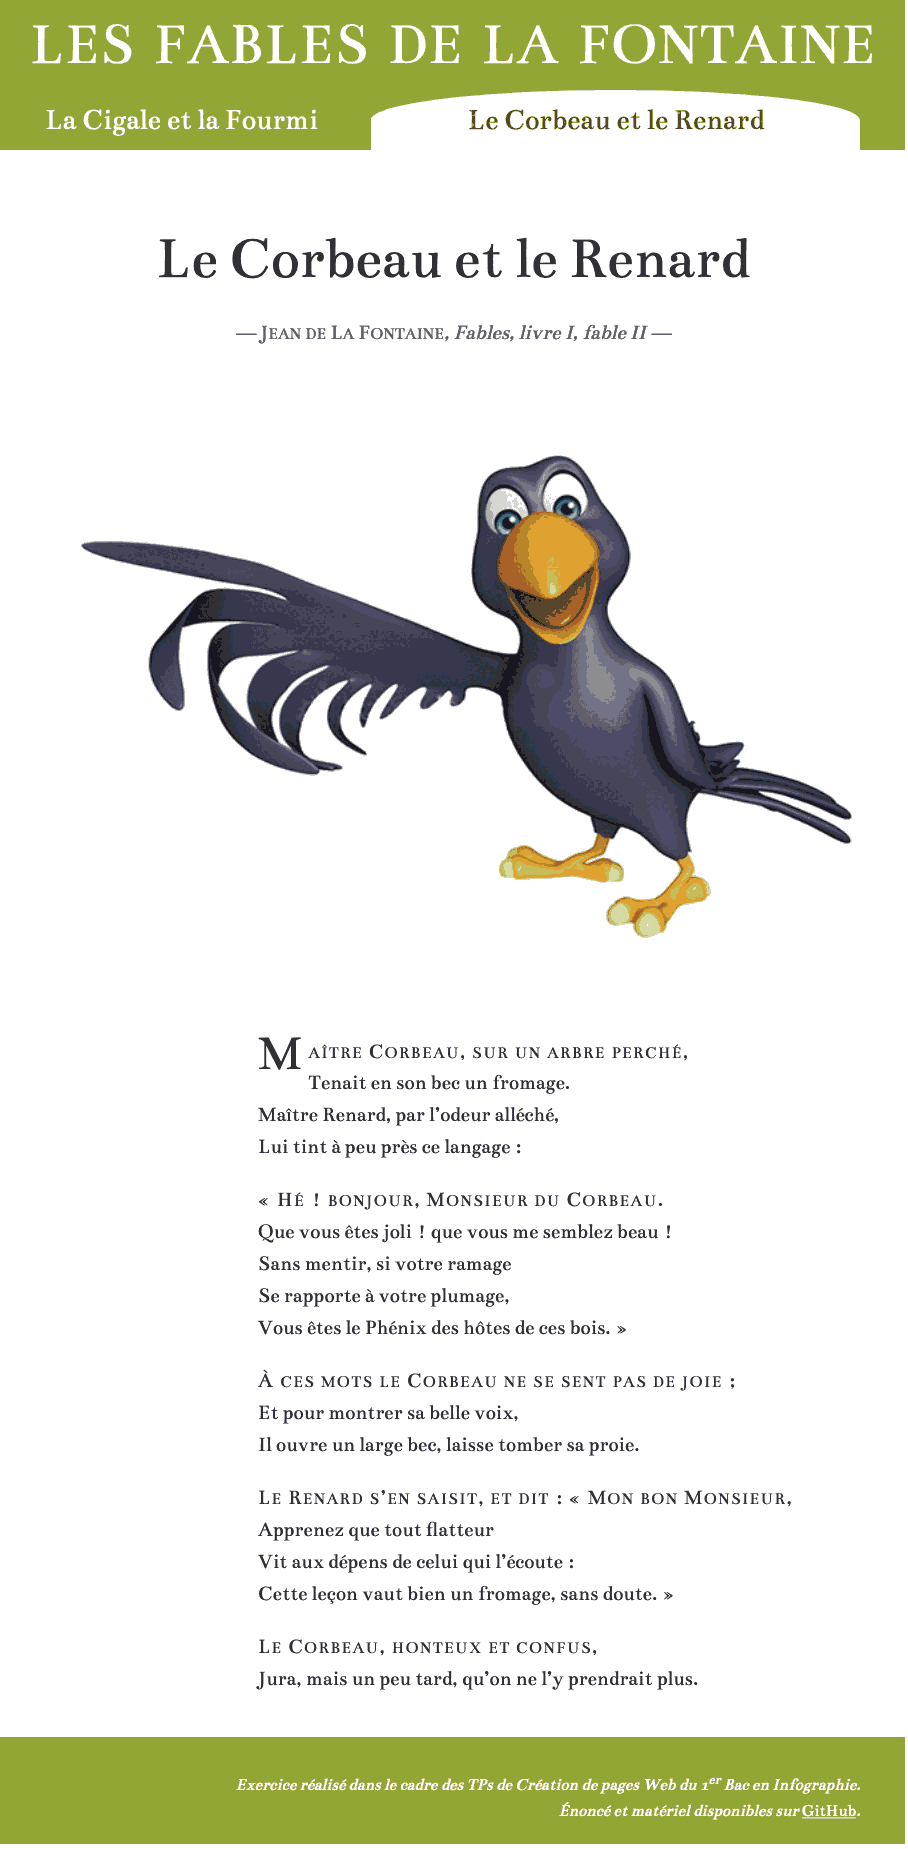 LES FABLES DE LA FONTAINE
La Cigale et la Fourmi
Le Corbeau et le Renard
Le Corbeau et le Renard
— Jean de La Fontaine, Fables, livre I, fable II —
Maître Corbeau, sur un arbre perché,
Tenait en son bec un fromage.
Maître Renard, par l’odeur alléché,
Lui tint à peu près ce langage :
« Hé ! bonjour, Monsieur du Corbeau.
Que vous êtes joli ! que vous me semblez beau !
Sans mentir, si votre ramage
Se rapporte à votre plumage,
Vous êtes le Phénix des hôtes de ces bois. »
À ces mots le Corbeau ne se sent pas de joie ;
Et pour montrer sa belle voix,
Il ouvre un large bec, laisse tomber sa proie.
Le Renard s’en saisit, et dit : « Mon bon Monsieur,
Apprenez que tout flatteur
Vit aux dépens de celui qui l’écoute :
Cette leçon vaut bien un fromage, sans doute. »
Le Corbeau, honteux et confus,
Jura, mais un peu tard, qu’on ne l’y prendrait plus.
Exercice réalisé dans le cadre des TPs de Création de pages Web du 1er Bac en Infographie.
Énoncé et matériel disponibles sur GitHub.